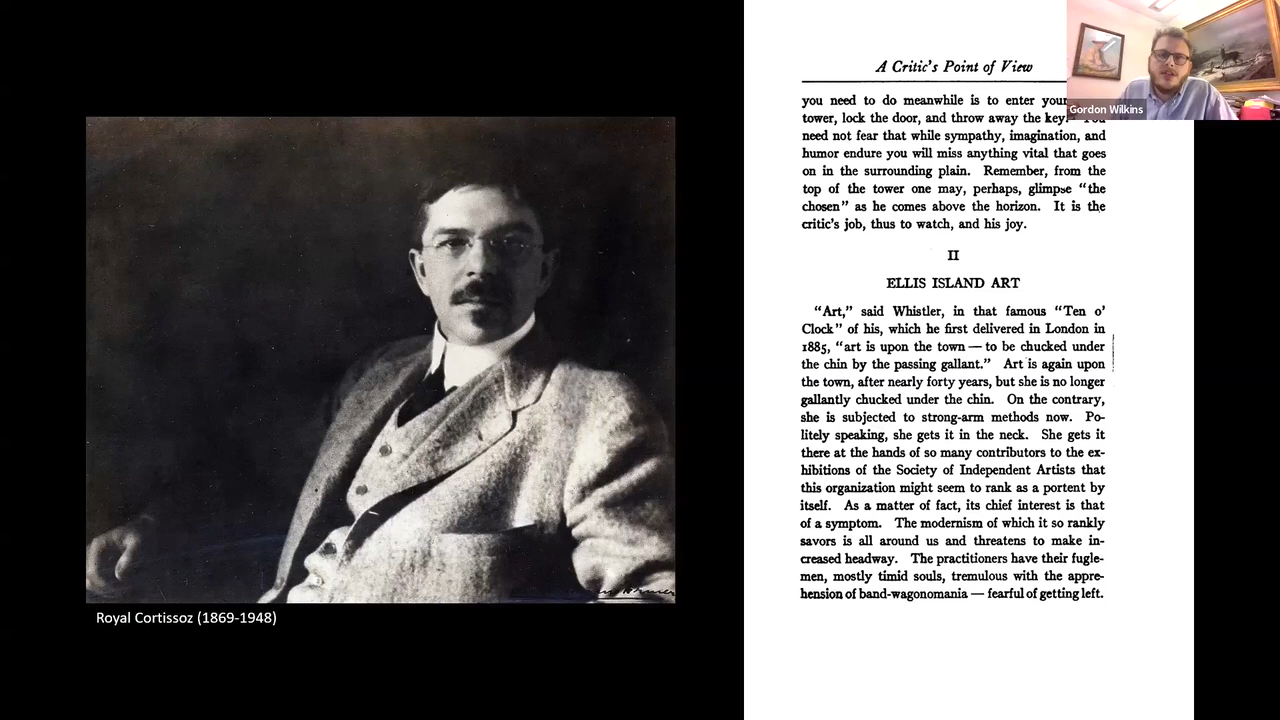 A Critic's Point of View
Gordon Wilkins
you need to do meanwhile is to enter your
tower, lock the door, and throw away the key.
need not fear that while sympathy, imagination, and
humor endure you will miss anything vital that goes
on in the surrounding plain. Remember, from the
top of the tower one may, perhaps, glimpse “the
chosen” as he comes above the horizon. It is the
critic's job, thus to watch, and his joy.
II
ELLIS ISLAND ART
“Art,” said Whistler, in that famous “Ten o'
Clock” of his, which he first delivered in London in
1885, “art is upon the town — to be chucked under
the chin by the passing gallant.” Art is again upon
the town, after nearly forty years, but she is no longer
gallantly chucked under the chin. On the contrary,
she is subjected to strong-arm methods now. Po-
litely speaking, she gets it in the neck. She gets it
there at the hands of so many contributors to the ex-
hibitions of the Society of Independent Artists that
this organization might seem to rank as a portent by
itself. As a matter of fact, its chief interest is that
of a symptom. The modernism of which it so rankly
savors is all around us and threatens to make in-
creased headway. The practitioners have their fugle-
men, mostly timid souls, tremulous with the appre-
hension of band-wagonomania — fearful of getting left.
Royal Cortissoz (1869-1948)